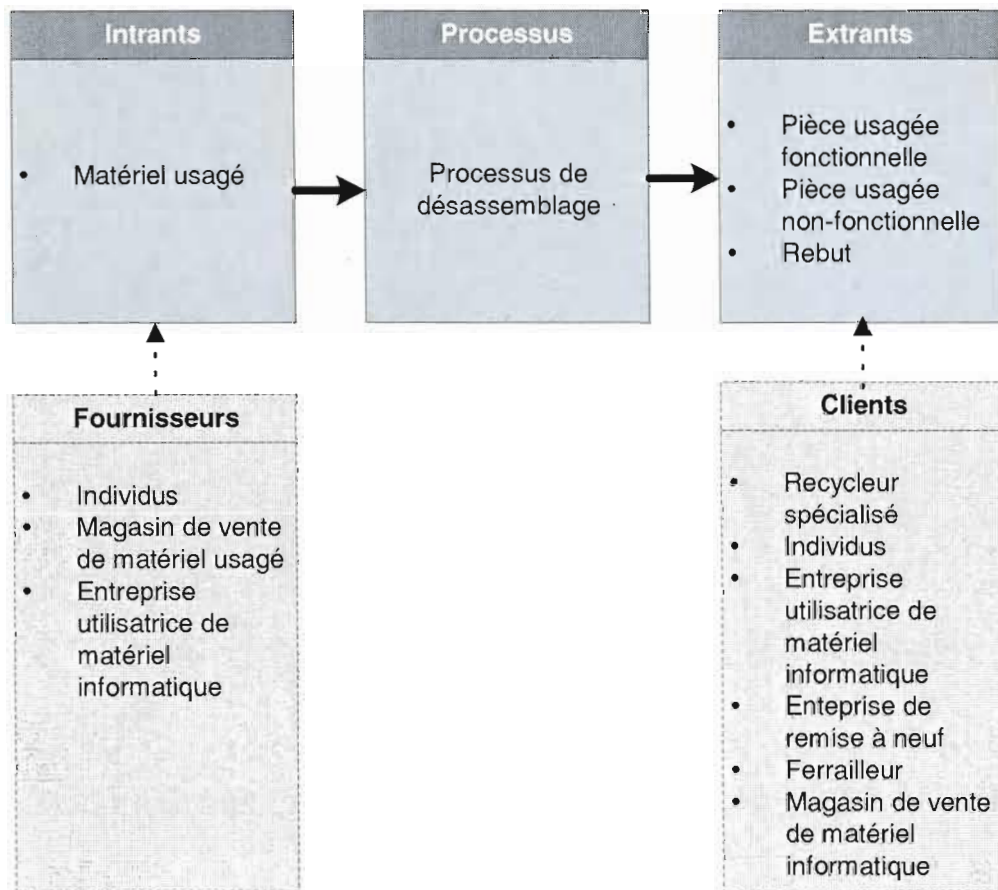 Intrants
• Matériel usagé
Processus
Processus de
désassemblage
Extrants
• Pièce usagée
fonctionnelle
• Pièce usagée
non-fonctionnelle
• Rebut
Fournisseurs
• Individus
• Magasin de vente
de matériel usagé
• Entreprise
utilisatrice de
matériel
informatique
Clients
• Recycleur
spécialisé
• Individus
• Entreprise
utilisatrice de
matériel
informatique
• Enteprise de
remise à neuf
• Ferrailleur
• Magasin de vente
de matériel
informatique